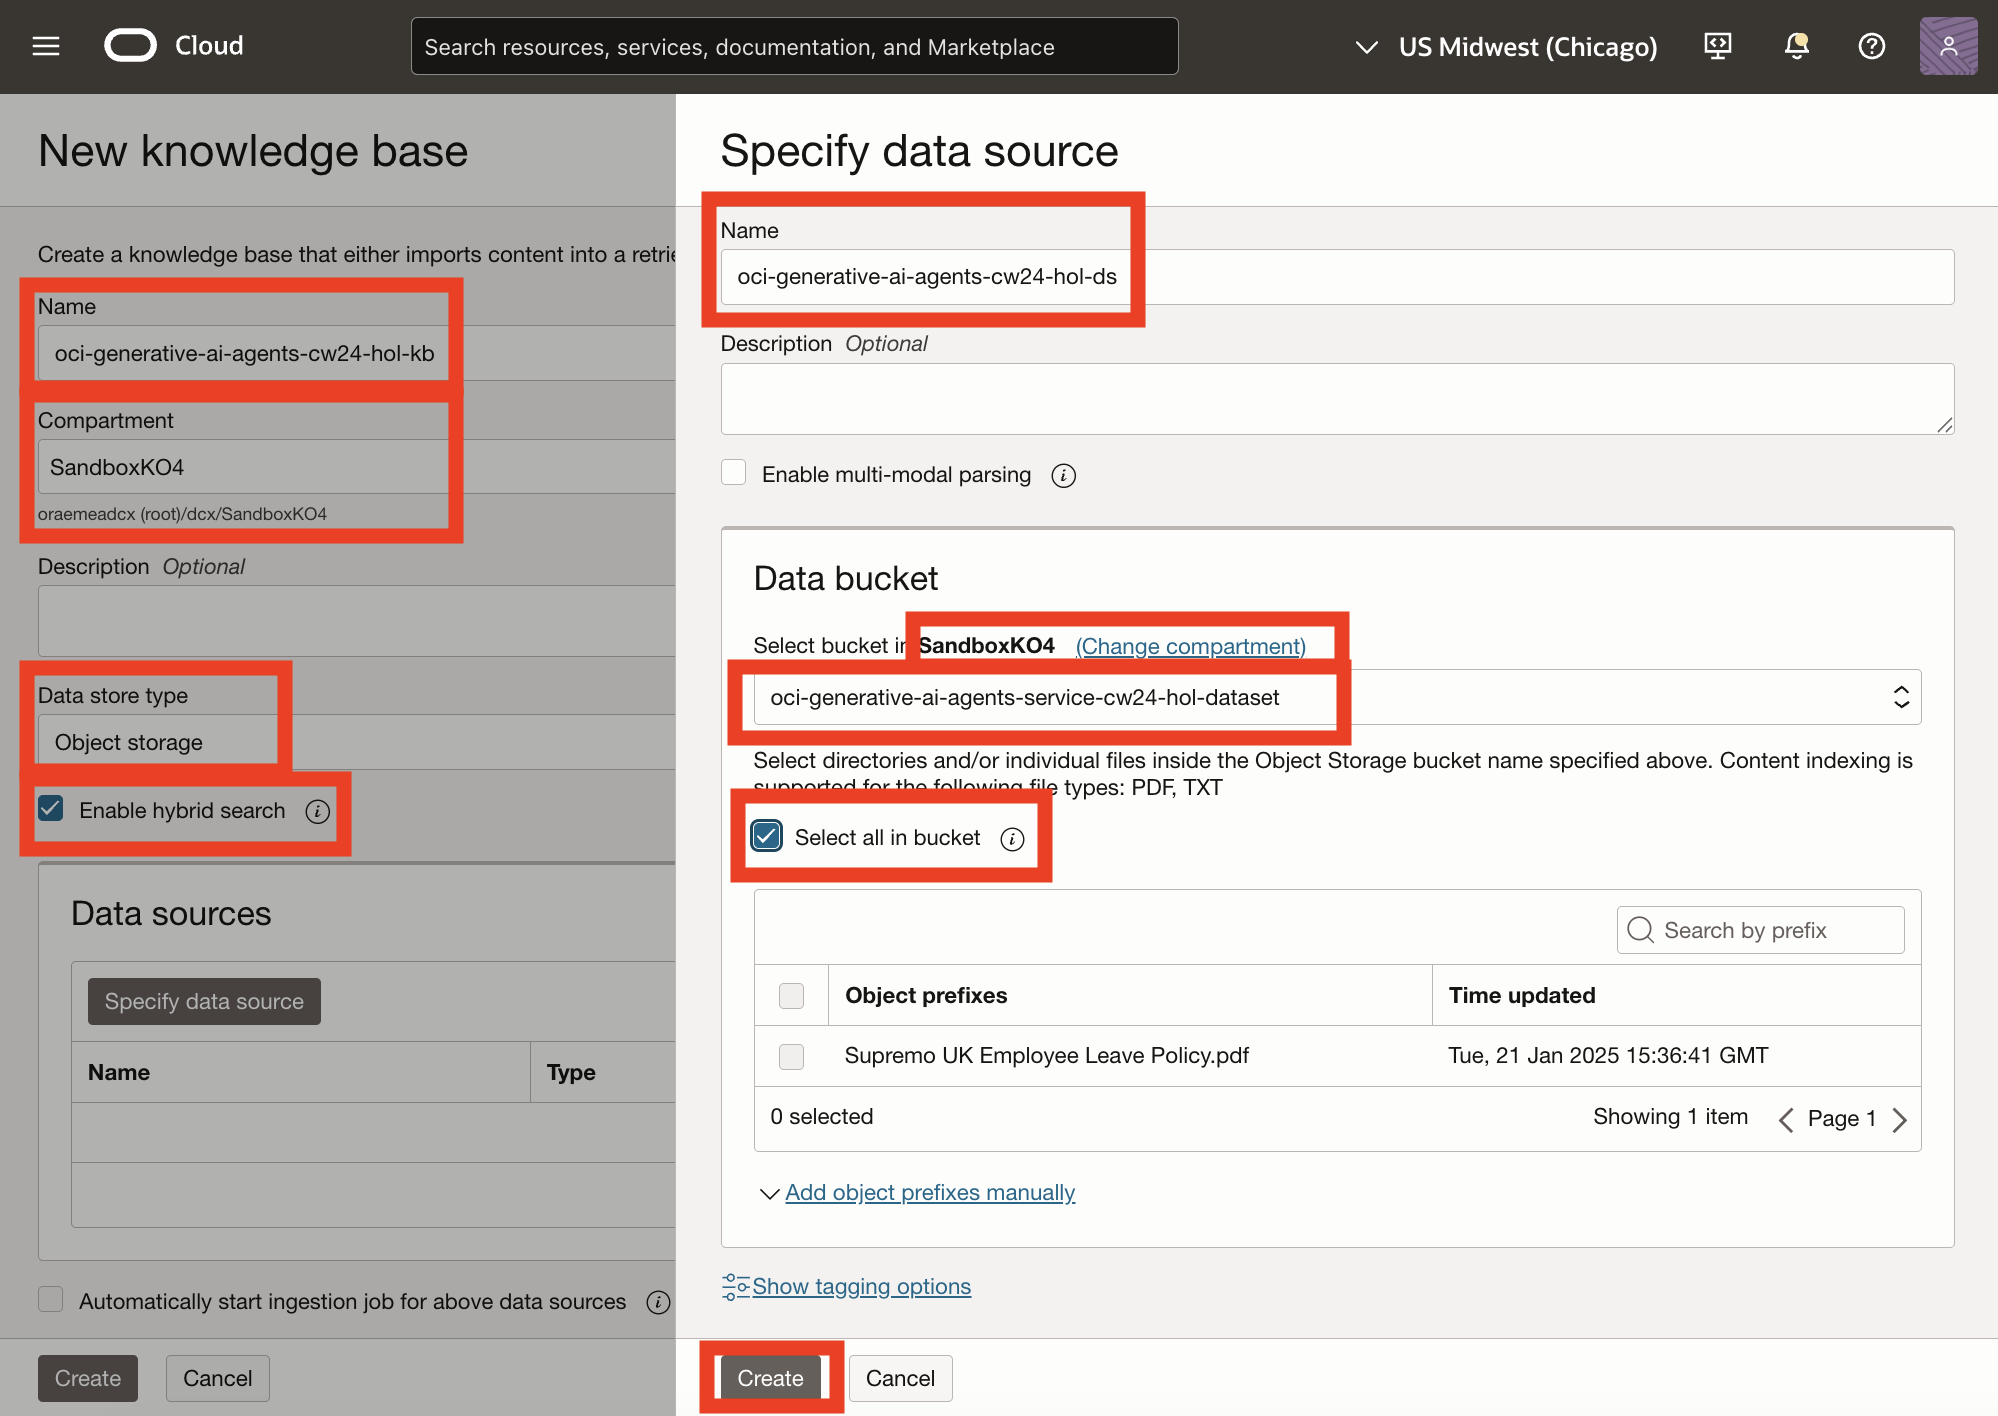 Cloud
Search resources, services, documentation, and Marketplace
US Midwest (Chicago)
New knowledge base
Create a knowledge base that either imports content into a retrie
Name
oci-generative-ai-agents-cw24-hol-kb
Compartment
SandboxKO4
oraemeadcx (root)/dcx/SandboxKO4
Description Optional
Data store type
Object storage
Enable hybrid search
Data sources
Specify data source
Name Type
Automatically start ingestion job for above data sources
Create Cancel
Specify data source
Name
oci-generative-ai-agents-cw24-hol-ds
Description Optional
Enable multi-modal parsing
Data bucket
Select bucket in SandboxKO4 (Change compartment)
oci-generative-ai-agents-service-cw24-hol-dataset
Select directories and/or individual files inside the Object Storage bucket name specified above. Content indexing is
supported for the following file types: PDF, TXT
Select all in bucket
Search by prefix
Object prefixes Time updated
Supremo UK Employee Leave Policy.pdf Tue, 21 Jan 2025 15:36:41 GMT
0 selected Showing 1 item Page 1
Add object prefixes manually
Show tagging options
Create Cancel